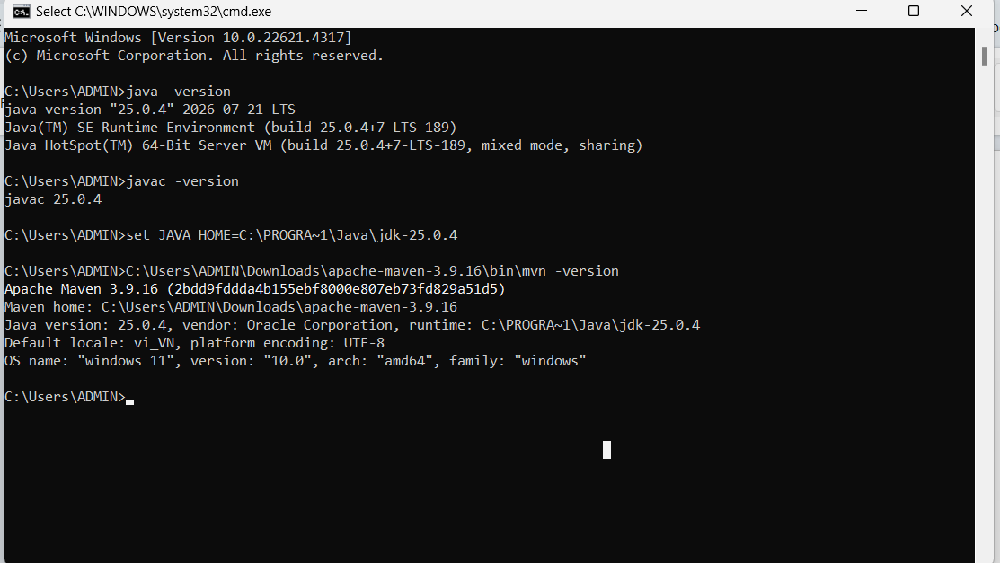 Select C:\WINDOWS\system32\cmd.exe
Microsoft Windows [Version 10.0.22621.4317]
(c) Microsoft Corporation. All rights reserved.
C:\Users\ADMIN>java -version
java version "25.0.4" 2026-07-21 LTS
Java(TM) SE Runtime Environment (build 25.0.4+7-LTS-189)
Java HotSpot(TM) 64-Bit Server VM (build 25.0.4+7-LTS-189, mixed mode, sharing)
C:\Users\ADMIN>javac -version
javac 25.0.4
C:\Users\ADMIN>set JAVA_HOME=C:\PROGRA~1\Java\jdk-25.0.4
C:\Users\ADMIN>C:\Users\ADMIN\Downloads\apache-maven-3.9.16\bin\mvn -version
Apache Maven 3.9.16 (2bdd9fddda4b155ebf8000e807eb73fd829a51d5)
Maven home: C:\Users\ADMIN\Downloads\apache-maven-3.9.16
Java version: 25.0.4, vendor: Oracle Corporation, runtime: C:\PROGRA~1\Java\jdk-25.0.4
Default locale: vi_VN, platform encoding: UTF-8
OS name: "windows 11", version: "10.0", arch: "amd64", family: "windows"
C:\Users\ADMIN>